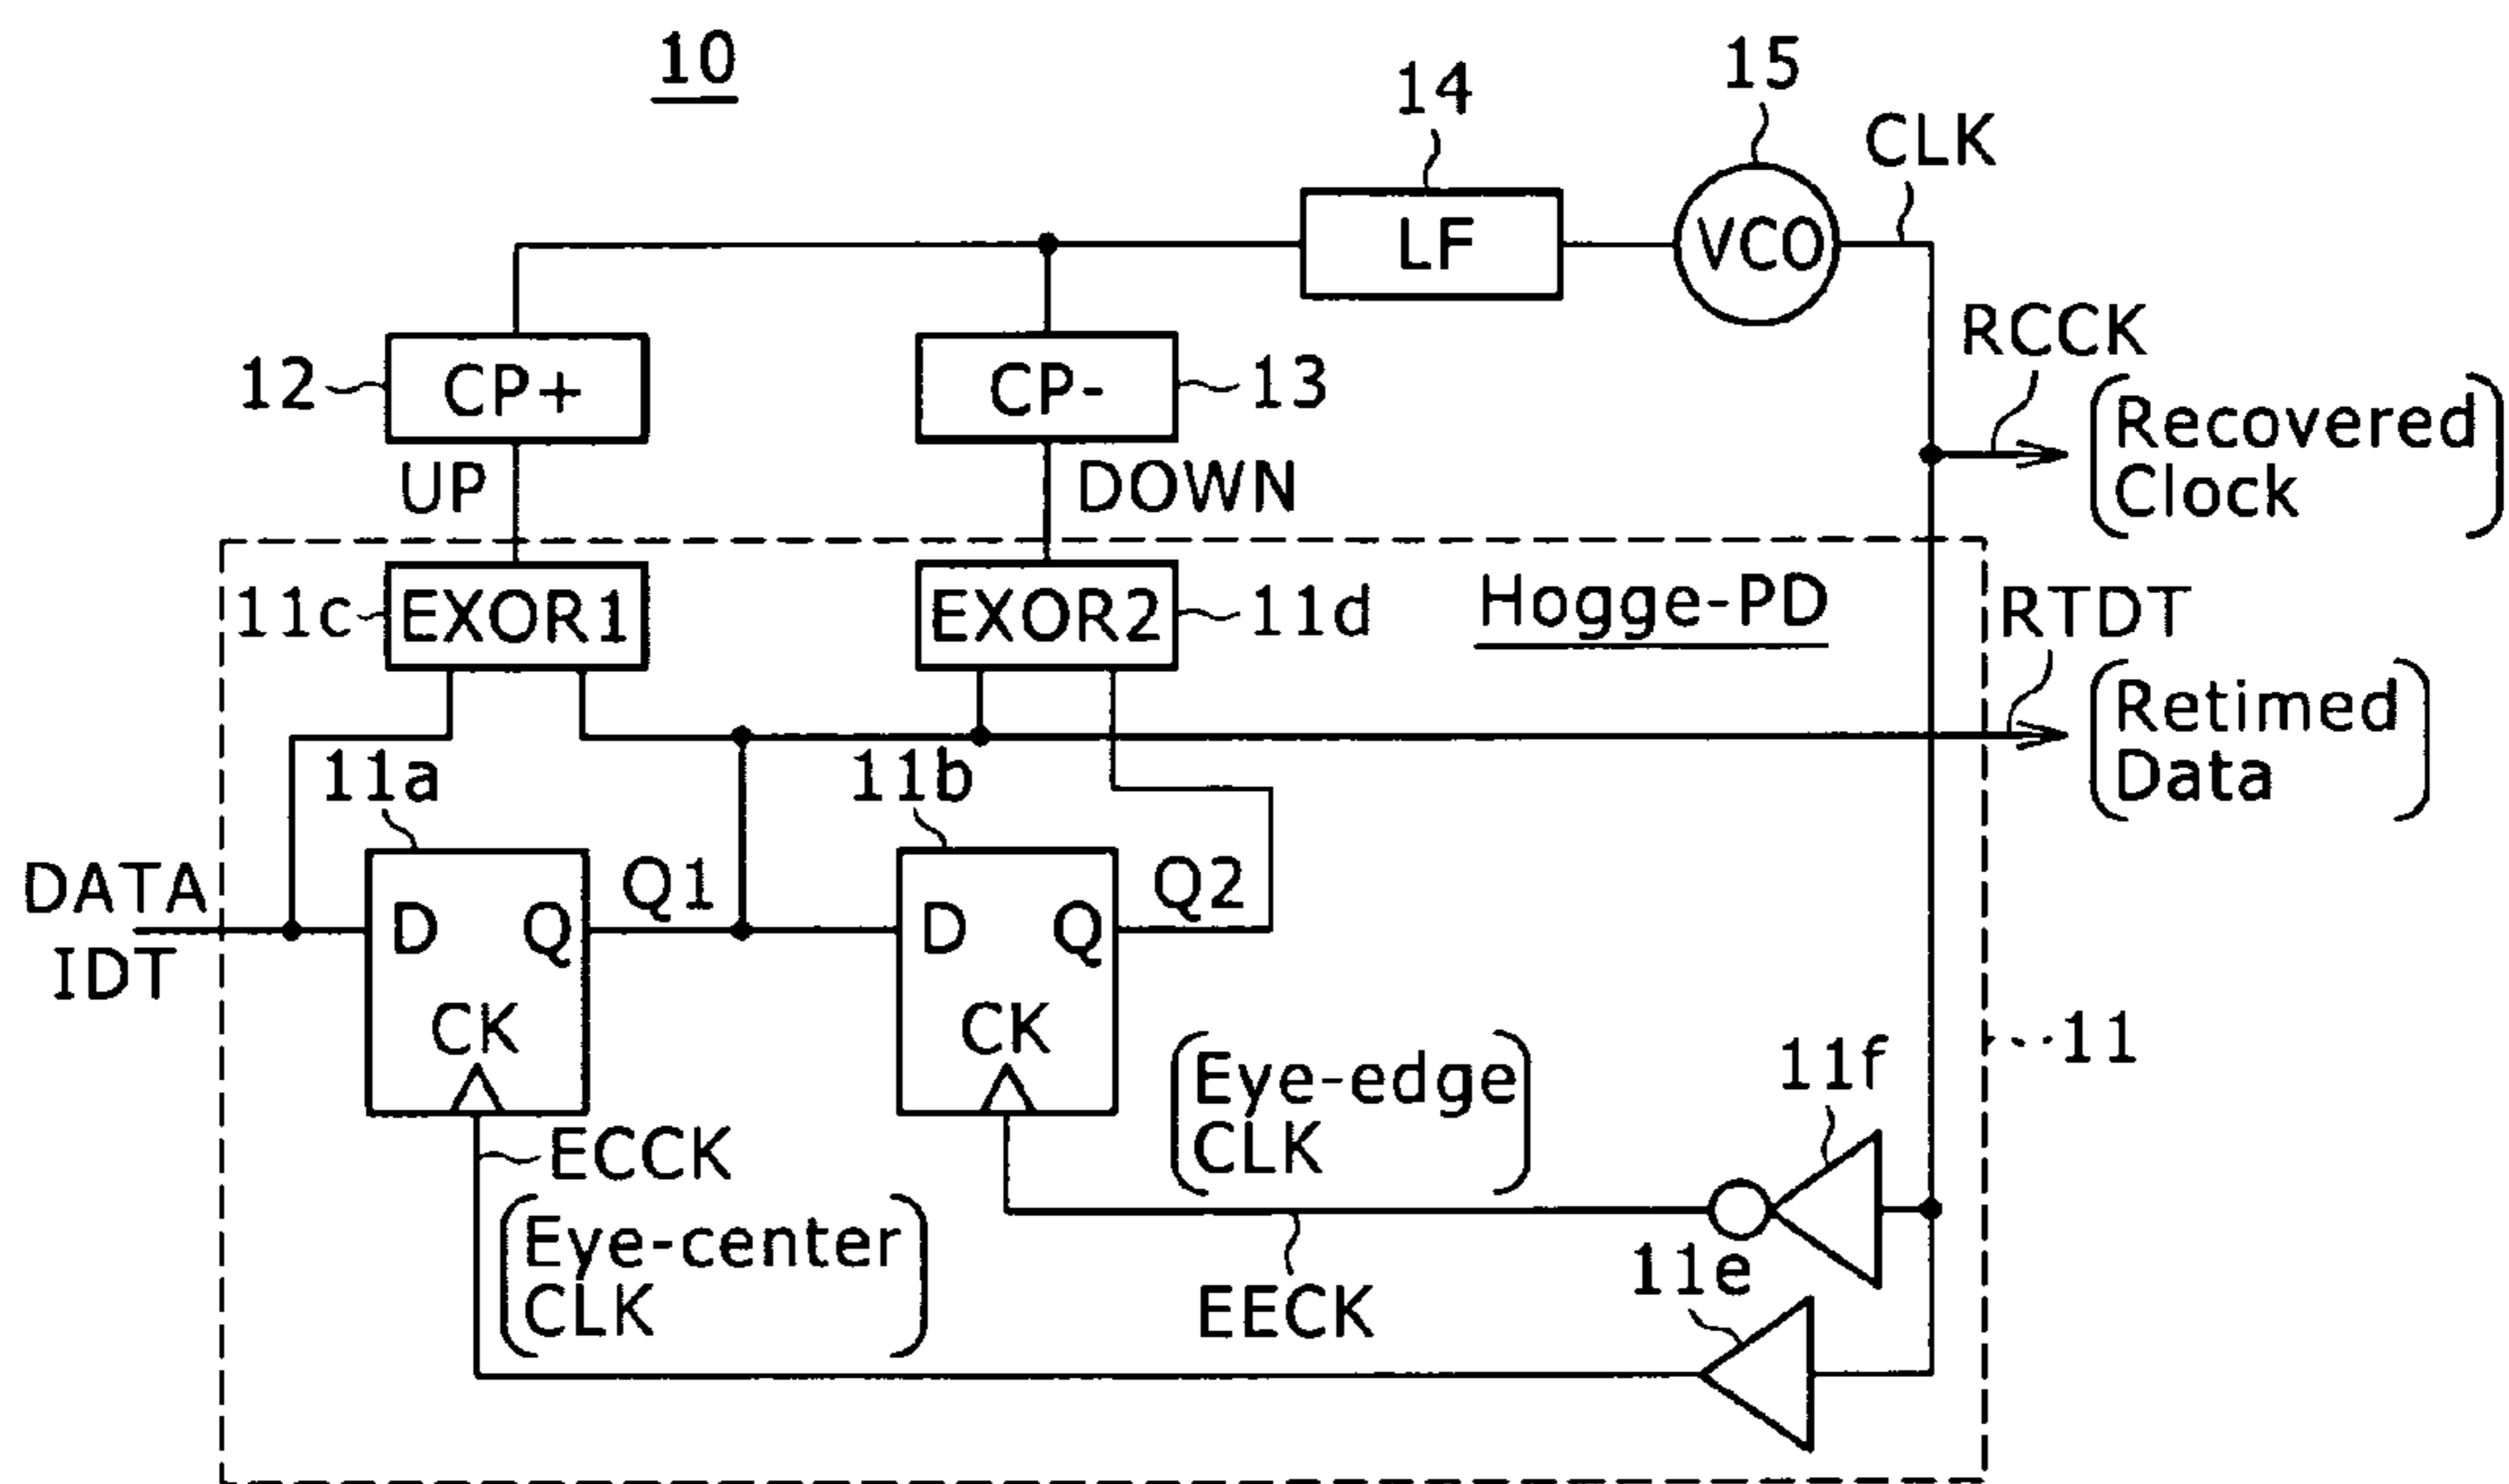 10
14
15
CLK
LF
VCO
RCCK
Recovered
Clock
12
CP+
CP-
13
UP
DOWN
11c
EXOR1
EXOR2
11d
Hogge-PD
RTDT
Retimed
Data
11a
11b
DATA
IDT
D
Q
CK
Q1
D
Q
CK
Q2
Eye-edge
CLK
11f
11
ECCK
Eye-center
CLK
EECK
11e